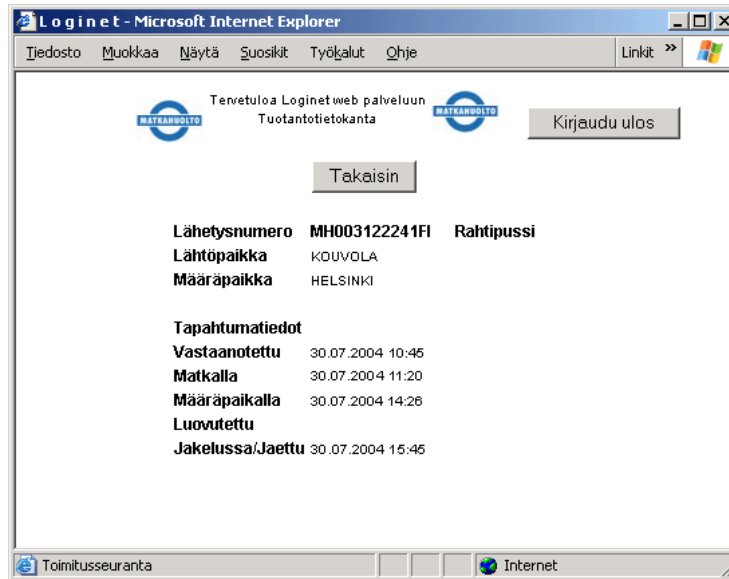 Loginet - Microsoft Internet Explorer
Tiedosto Muokkaa Näytä Suosikit Työkalut Ohje Linkit »
MATKAHUOLTO Tervetuloa Loginet web palveluun MATKAHUOLTO
Tuotantotietokanta
Kirjaudu ulos
Takaisin
Lähetysnumero MH003122241FI Rahtipussi
Lähtöpaikka KOUVOLA
Määräpaikka HELSINKI
Tapahtumatiedot
Vastaanotettu 30.07.2004 10:45
Matkalla 30.07.2004 11:20
Määräpaikalla 30.07.2004 14:26
Luovutettu
Jakelussa/Jaettu 30.07.2004 15:45
Toimitusseuranta Internet